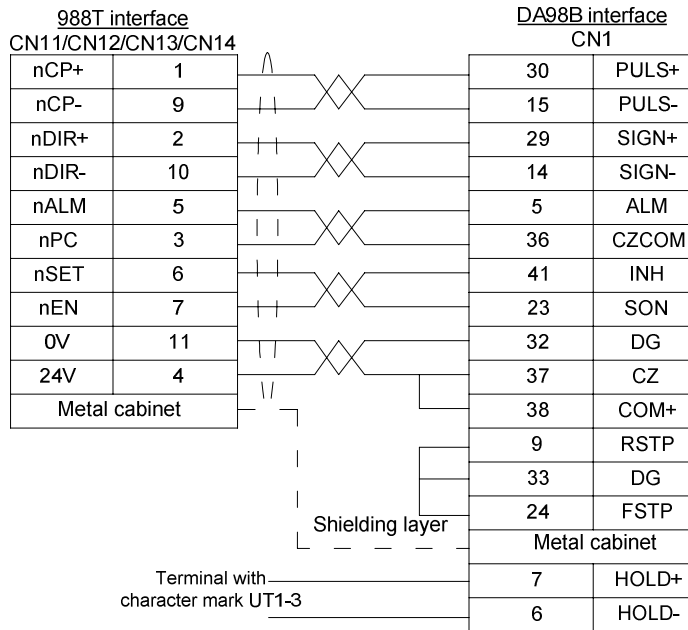 988T interface
CN11/CN12/CN13/CN14
DA98B interface
CN1
nCP+ 1 30 PULS+
nCP- 9 15 PULS-
nDIR+ 2 29 SIGN+
nDIR- 10 14 SIGN-
nALM 5 5 ALM
nPC 3 36 CZCOM
nSET 6 41 INH
nEN 7 23 SON
0V 11 32 DG
24V 4 37 CZ
Metal cabinet 38 COM+
9 RSTP
33 DG
24 FSTP
Shielding layer
Metal cabinet
Terminal with
character mark UT1-3
7 HOLD+
6 HOLD-